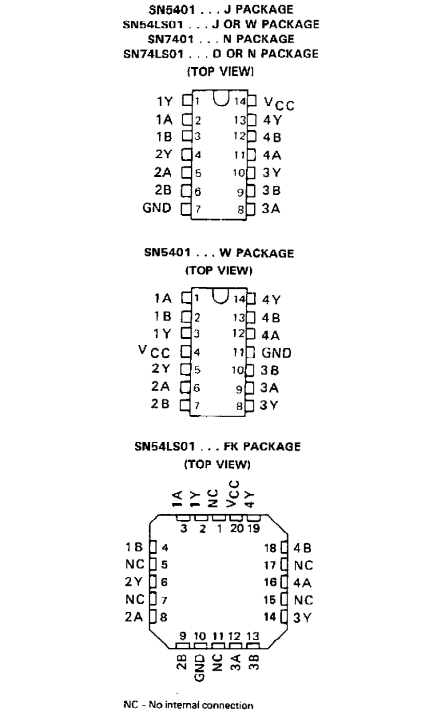 SN5401 . . . J PACKAGE
SN54LS01 . . . J OR W PACKAGE
SN7401 . . . N PACKAGE
SN74LS01 . . . D OR N PACKAGE
(TOP VIEW)
1Y 1 14 VCC
1A 2 13 4Y
1B 3 12 4B
2Y 4 11 4A
2A 5 10 3Y
2B 6 9 3B
GND 7 8 3A
SN5401 . . . W PACKAGE
(TOP VIEW)
1A 1 14 4Y
1B 2 13 4B
1Y 3 12 4A
VCC 4 11 GND
2Y 5 10 3B
2A 6 9 3A
2B 7 8 3Y
SN54LS01 . . . FK PACKAGE
(TOP VIEW)
1A 1Y NC VCC 4Y
3 2 1 20 19
1B 4 18 4B
NC 5 17 NC
2Y 6 16 4A
NC 7 15 NC
2A 8 14 3Y
9 10 11 12 13
2B GND NC 3A 3B
NC – No internal connection